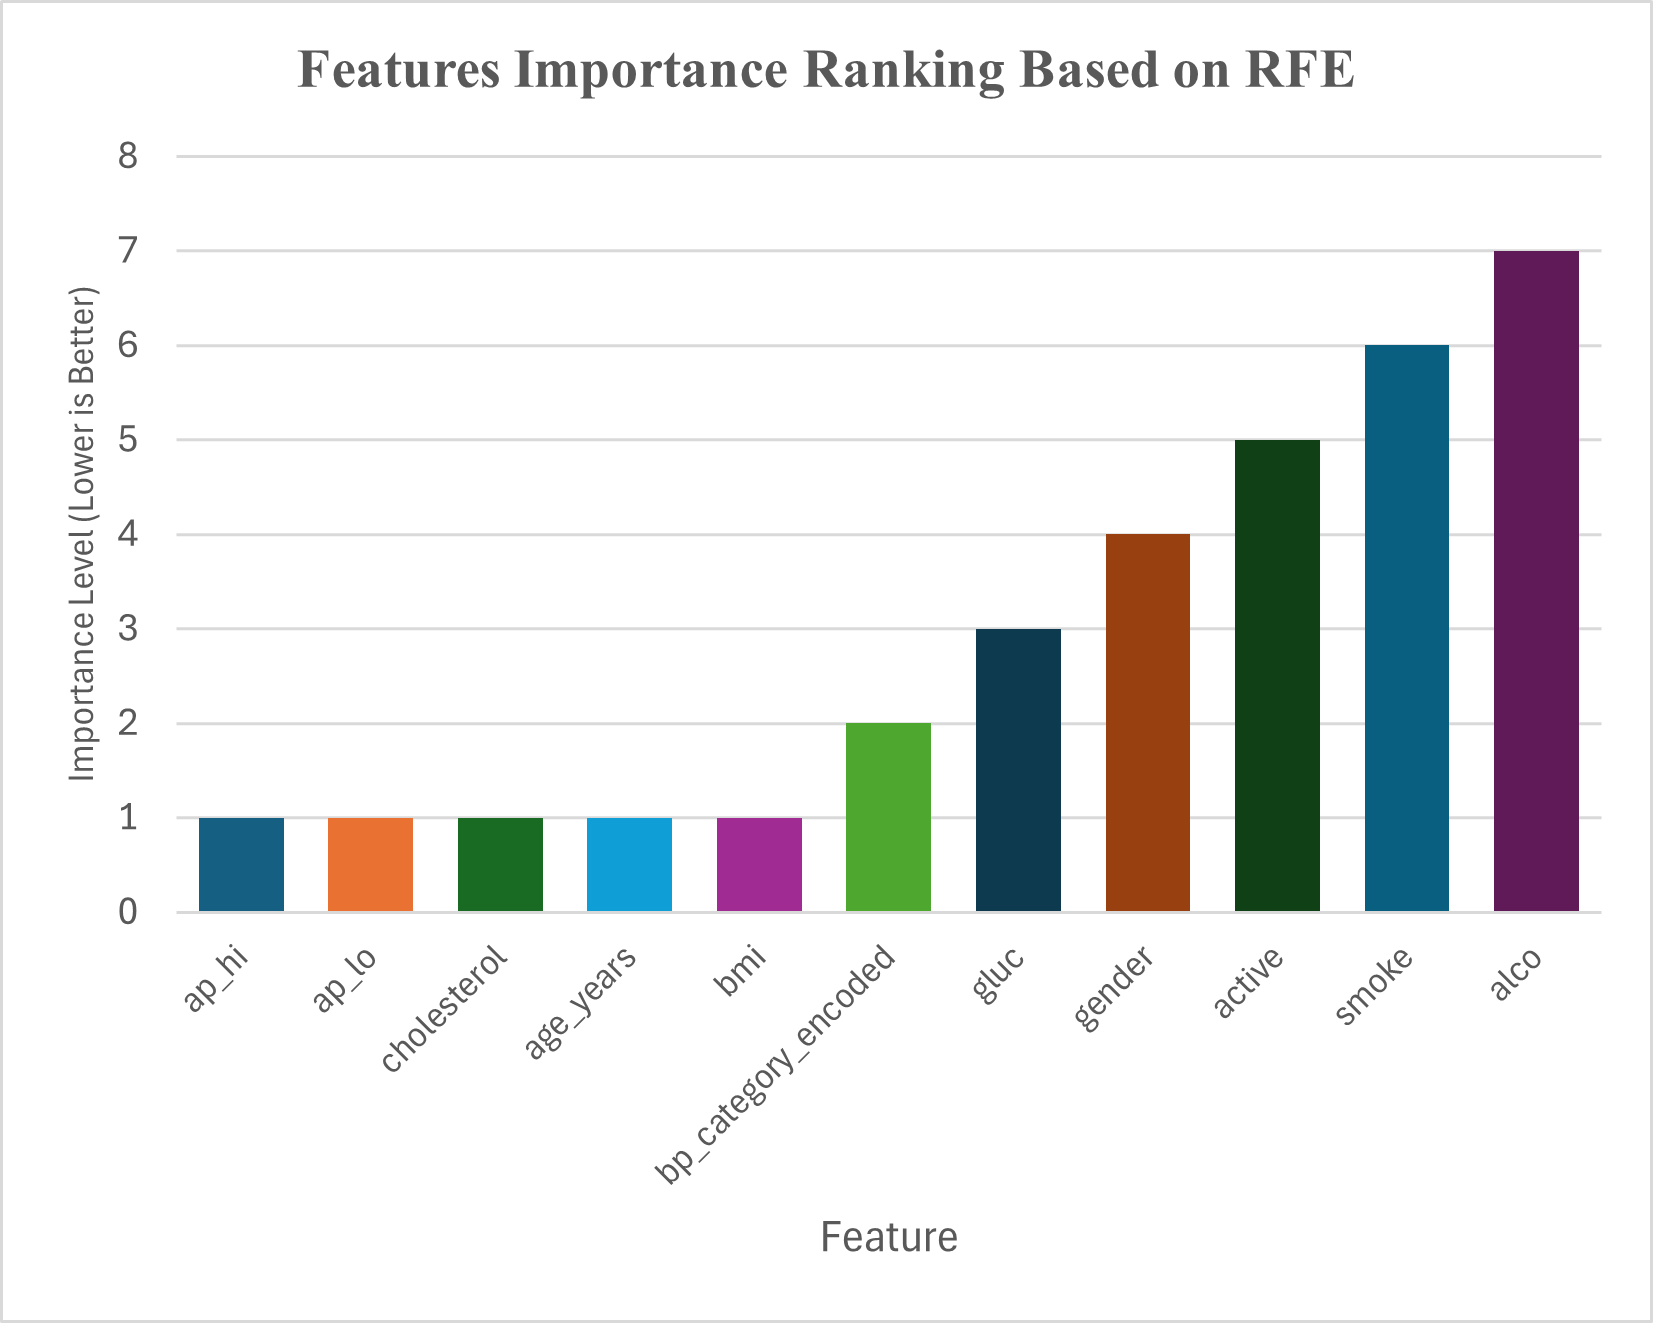 Features Importance Ranking Based on RFE
Importance Level (Lower is Better)
8
7
6
5
4
3
2
1
0
ap_hi
ap_lo
cholesterol
age_years
bmi
bp_category_encoded
gluc
gender
active
smoke
alco
Feature